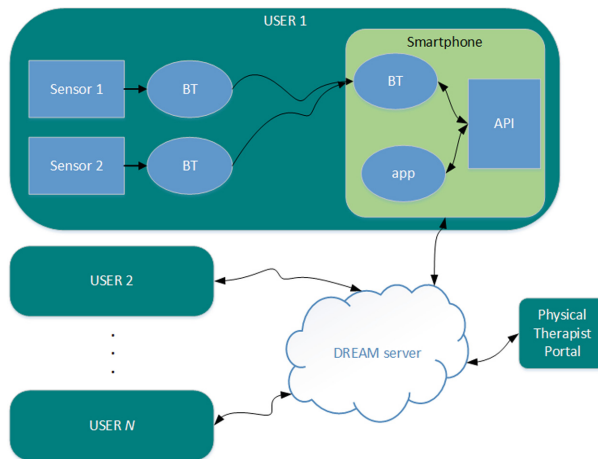 USER 1
Smartphone
Sensor 1
BT
BT
API
Sensor 2
BT
app
USER 2
.
.
.
DREAM server
Physical
Therapist
Portal
USER N